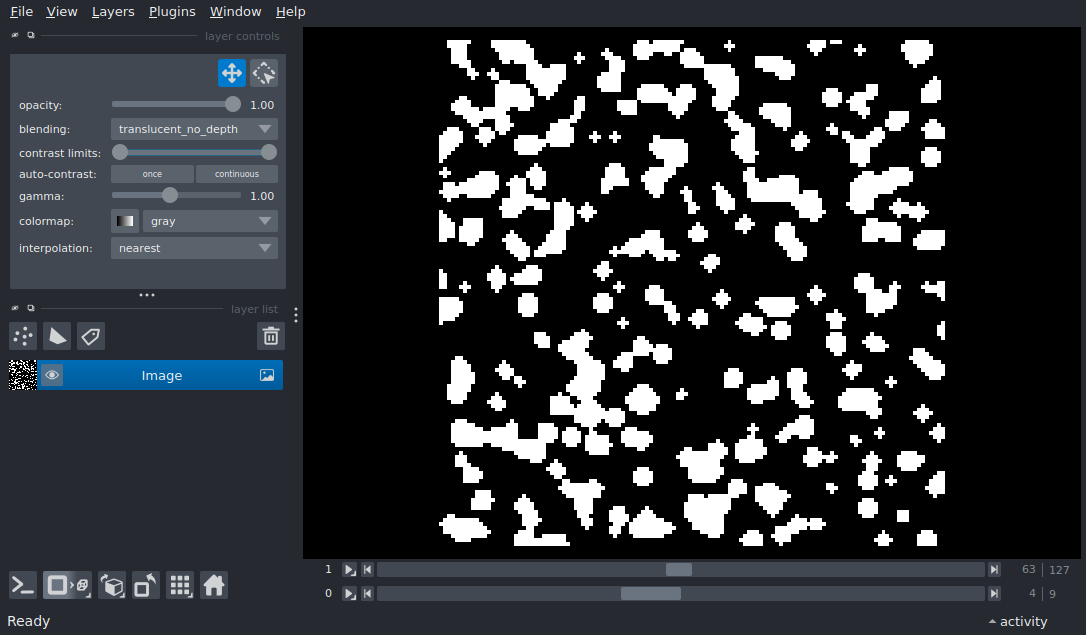 File View Layers Plugins Window Help
layer controls
opacity: 1.00
blending: translucent_no_depth
contrast limits:
auto-contrast: once continuous
gamma: 1.00
colormap: gray
interpolation: nearest
layer list
Image
1 63 127
0 4 9
Ready activity